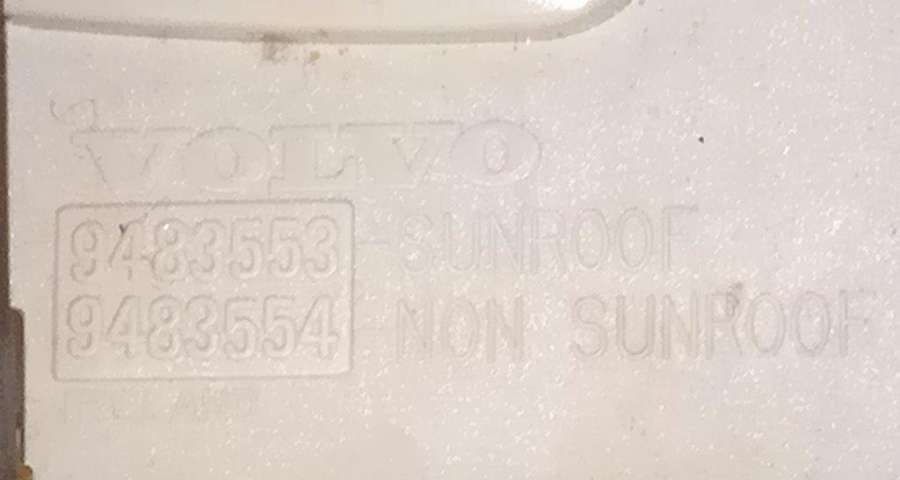 VOLVO
9483553 -SUNROOF
9483554 -NON SUNROOF